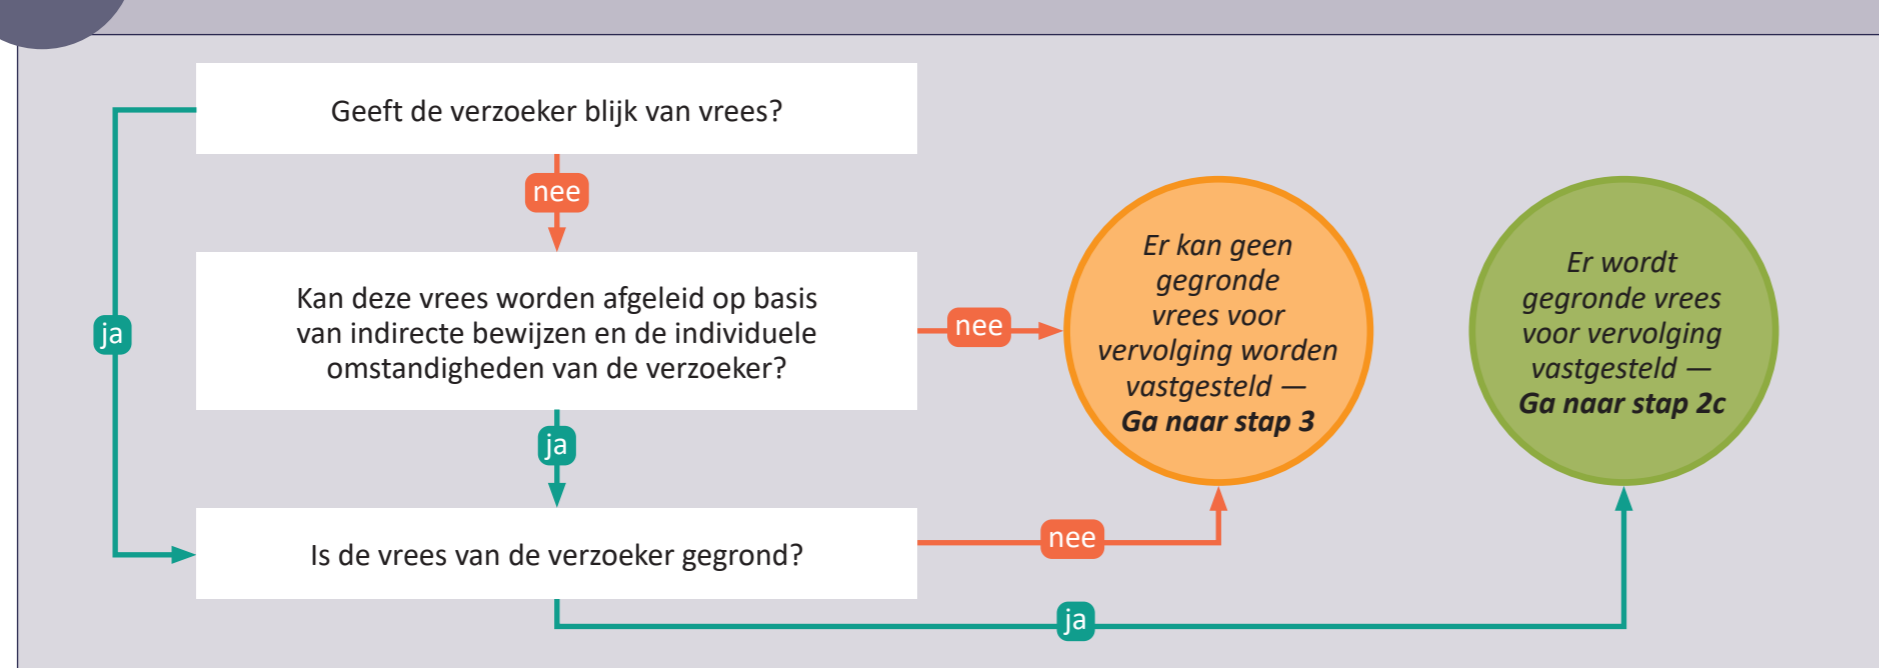 Geeft de verzoeker blijk van vrees?
nee
Kan deze vrees worden afgeleid op basis
van indirecte bewijzen en de individuele
omstandigheden van de verzoeker?
ja
nee
ja
Is de vrees van de verzoeker gegrond?
nee
ja
Er kan geen
gegronde
vrees voor
vervolging worden
vastgesteld —
Ga naar stap 3
Er wordt
gegronde vrees
voor vervolging
vastgesteld —
Ga naar stap 2c